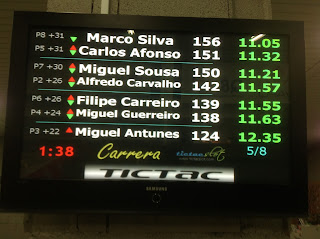 P8 +31 Marco Silva 156 11.05
P5 +31 Carlos Afonso 151 11.32
P7 +30 Miguel Sousa 150 11.21
P2 +26 Alfredo Carvalho 142 11.57
P6 +26 Filipe Carreiro 139 11.55
P4 +24 Miguel Guerreiro 138 11.63
P3 +22 Miguel Antunes 124 12.35
1:38 Carrera 5/8
TICTAC
SAMSUNG